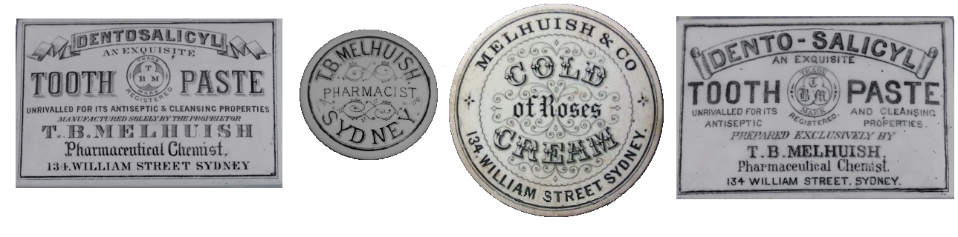 DENTOSALICYL
AN EXQUISITE
TOOTH PASTE
TRADE
T
B M
REGISTERED
UNRIVALLED FOR ITS ANTISEPTIC & CLEANSING PROPERTIES
MANUFACTURED SOLELY BY THE PROPRIETOR
T. B. MELHUISH
Pharmaceutical Chemist,
134. WILLIAM STREET SYDNEY
T.B. MELHUISH
PHARMACIST
SYDNEY
MELHUISH & CO
COLD
of Roses
CREAM
134. WILLIAM STREET SYDNEY.
DENTO-SALICYL
AN EXQUISITE
TOOTH PASTE
TRADE
T
B M
MARK
REGISTERED.
UNRIVALLED FOR ITS AND CLEANSING
ANTISEPTIC PROPERTIES.
PREPARED EXCLUSIVELY BY
T. B. MELHUISH,
Pharmaceutical Chemist.
134 WILLIAM STREET. SYDNEY.